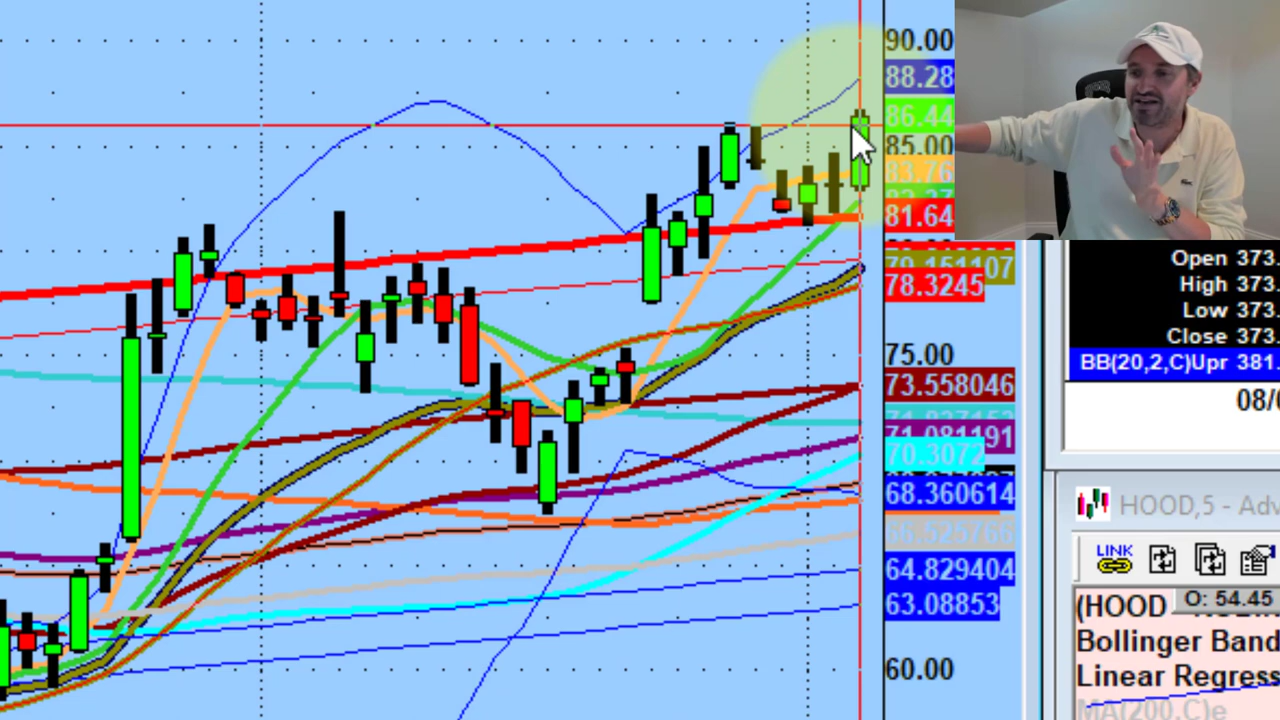 90.00
88.28
86.44
85.00
83.76
81.64
78.3245
75.00
73.558046
71.081191
70.3072
68.360614
64.829404
63.08853
60.00
Open 373.
High 373.
Low 373.
Close 373.
BB(20,2,C)Upr 381.
HOOD,5 - Adv
LINK
(HOOD
O: 54.45
Bollinger Band
Linear Regress
MA(200,C)e